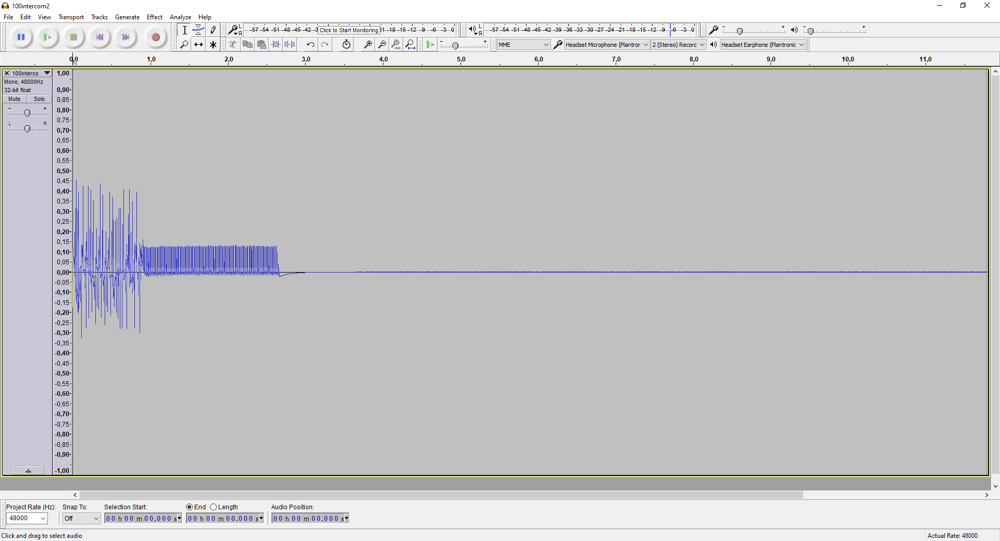 100intercom2
File Edit View Transport Tracks Generate Effect Analyze Help
L
R
-57 -54 -51 -48 -45 -42 -3 Click to Start Monitoring 21 -18 -15 -12 -9 -6 -3 0
L
R
-57 -54 -51 -48 -45 -42 -39 -36 -33 -30 -27 -24 -21 -18 -15 -12 -9 -6 -3 0
- +
- +
- +
MME
Headset Microphone (Plantror
2 (Stereo) Record
Headset Earphone (Plantronic
0,0 1,0 2,0 3,0 4,0 5,0 6,0 7,0 8,0 9,0 10,0 11,0
100interco
Mono, 48000Hz
32-bit float
Mute Solo
- +
L R
1,00
0,90
0,85
0,80
0,75
0,70
0,65
0,60
0,55
0,50
0,45
0,40
0,35
0,30
0,25
0,20
0,15
0,10
0,05
0,00
-0,05
-0,10
-0,15
-0,20
-0,25
-0,30
-0,35
-0,40
-0,45
-0,50
-0,55
-0,60
-0,65
-0,70
-0,75
-0,80
-0,85
-0,90
-1,00
Project Rate (Hz): Snap To: Selection Start: End Length Audio Position:
48000 Off 00 h 00 m 00.000 s 00 h 00 m 00.000 s 00 h 00 m 00.000 s
Click and drag to select audio
Actual Rate: 48000